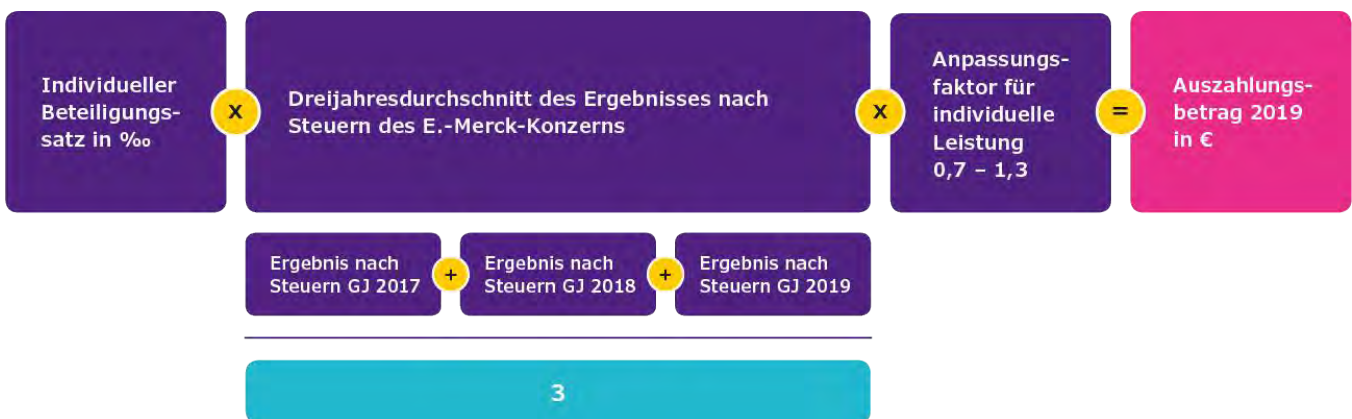 Individueller
Beteiligungs-
satz in ‰
x
Dreijahresdurchschnitt des Ergebnisses nach
Steuern des E.-Merck-Konzerns
x
Anpassungs-
faktor für
individuelle
Leistung
0,7 – 1,3
=
Auszahlungs-
betrag 2019
in €
Ergebnis nach
Steuern GJ 2017
+
Ergebnis nach
Steuern GJ 2018
+
Ergebnis nach
Steuern GJ 2019
3